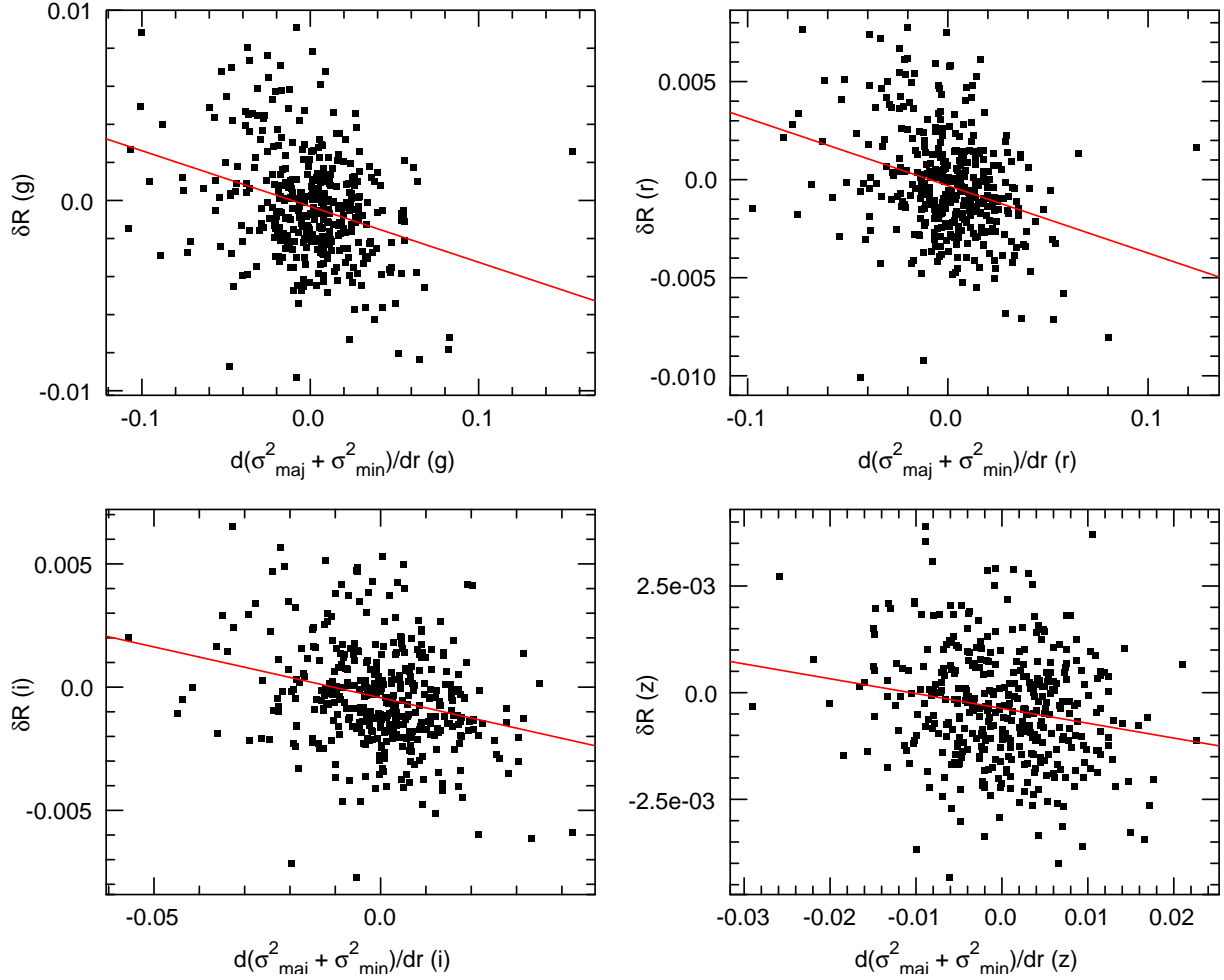 0.01
0.0
-0.01
δR (g)
-0.1 0.0 0.1
d(σ²maj + σ²min)/dr (g)
0.005
0.0
-0.005
-0.010
δR (r)
-0.1 0.0 0.1
d(σ²maj + σ²min)/dr (r)
0.005
0.0
-0.005
δR (i)
-0.05 0.0
d(σ²maj + σ²min)/dr (i)
2.5e-03
0.0
-2.5e-03
δR (z)
-0.03 -0.02 -0.01 0.0 0.01 0.02
d(σ²maj + σ²min)/dr (z)